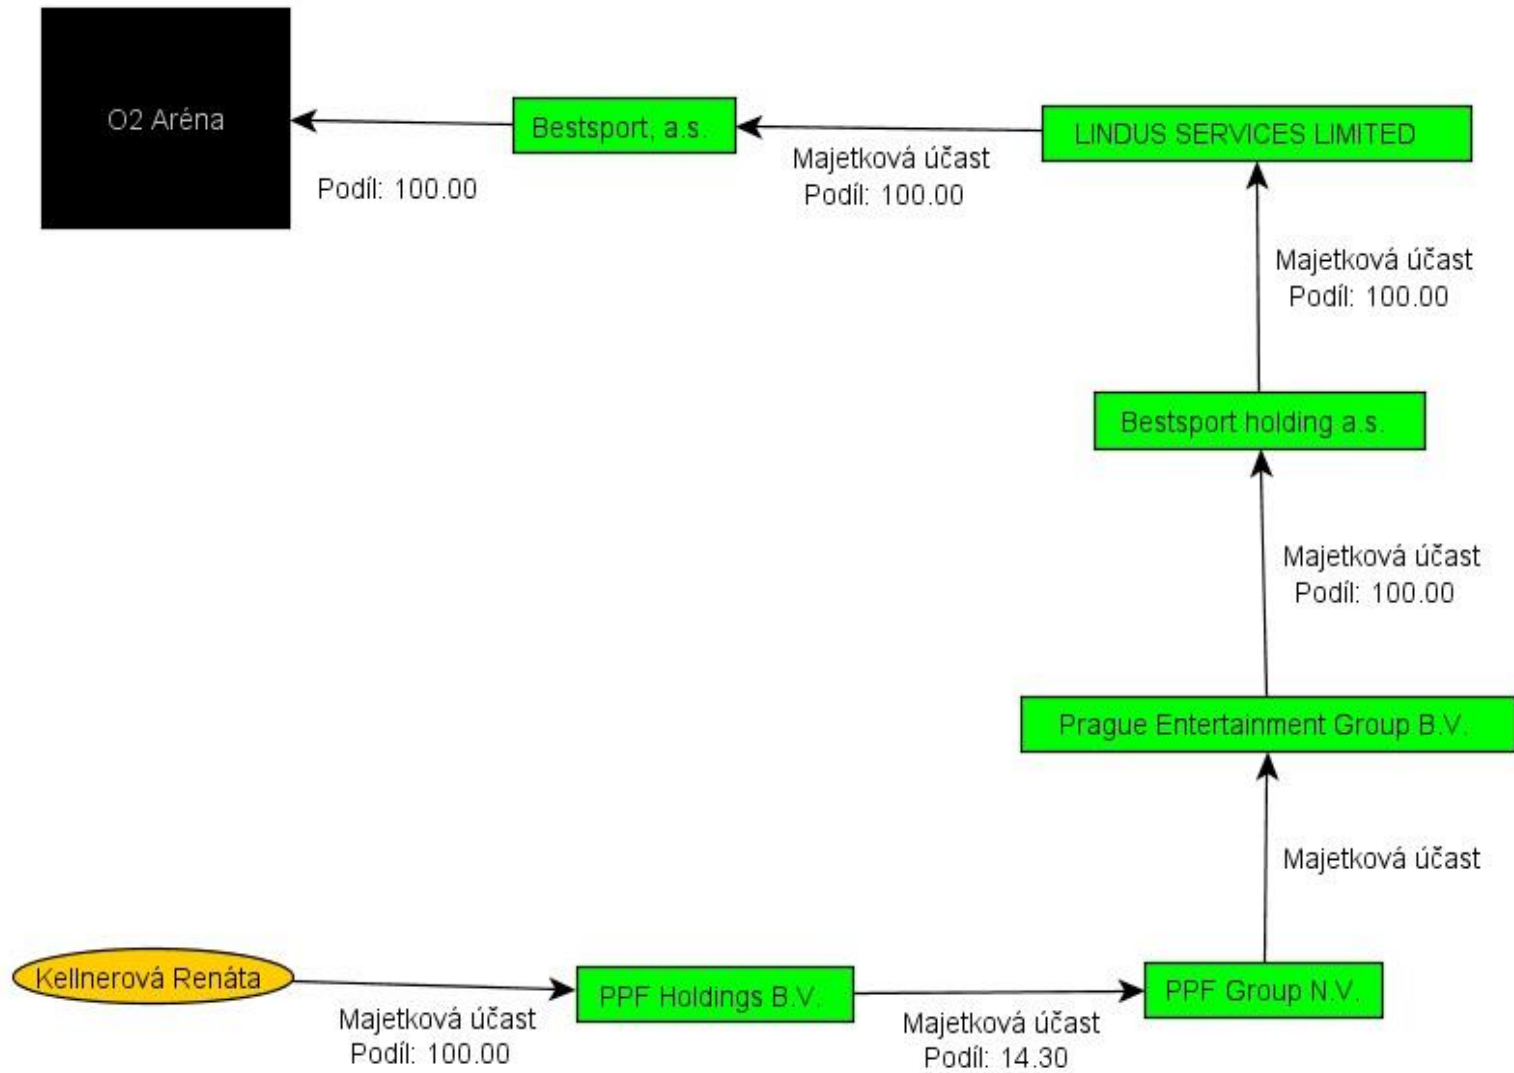 O2 Aréna
Bestsport, a.s.
LINDUS SERVICES LIMITED
Podíl: 100.00
Majetková účast
Podíl: 100.00
Majetková účast
Podíl: 100.00
Bestsport holding a.s.
Majetková účast
Podíl: 100.00
Prague Entertainment Group B.V.
Majetková účast
Kellnerová Renáta
PPF Holdings B.V.
PPF Group N.V.
Majetková účast
Podíl: 100.00
Majetková účast
Podíl: 14.30